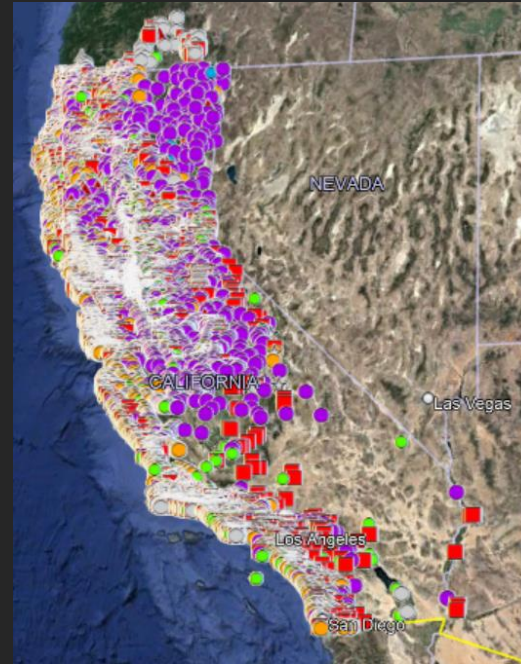 NEVADA
CALIFORNIA
Las Vegas
Los Angeles
San Diego